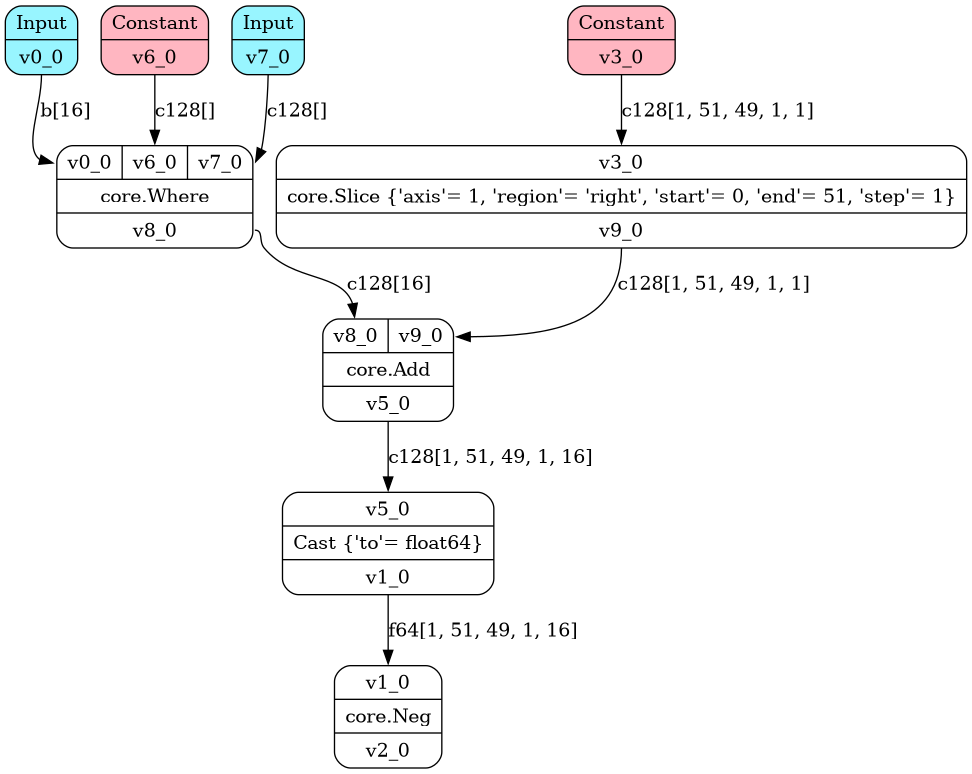 Input
v0_0
Constant
v6_0
Input
v7_0
Constant
v3_0
b[16]
c128[]
c128[]
c128[1, 51, 49, 1, 1]
v0_0 v6_0 v7_0
core.Where
v8_0
v3_0
core.Slice {'axis'= 1, 'region'= 'right', 'start'= 0, 'end'= 51, 'step'= 1}
v9_0
c128[16]
c128[1, 51, 49, 1, 1]
v8_0 v9_0
core.Add
v5_0
c128[1, 51, 49, 1, 16]
v5_0
Cast {'to'= float64}
v1_0
f64[1, 51, 49, 1, 16]
v1_0
core.Neg
v2_0